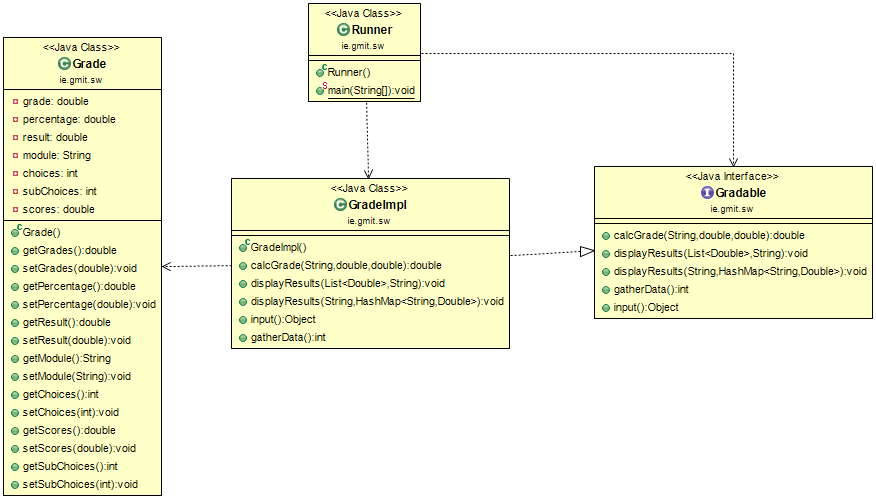 <<Java Class>>
Grade
ie.gmit.sw
grade: double
percentage: double
result: double
module: String
choices: int
subChoices: int
scores: double
Grade()
getGrades():double
setGrades(double):void
getPercentage():double
setPercentage(double):void
getResult():double
setResult(double):void
getModule():String
setModule(String):void
getChoices():int
setChoices(int):void
getScores():double
setScores(double):void
getSubChoices():int
setSubChoices(int):void
<<Java Class>>
Runner
ie.gmit.sw
Runner()
main(String[]):void
<<Java Class>>
GradeImpl
ie.gmit.sw
GradeImpl()
calcGrade(String,double,double):double
displayResults(List<Double>,String):void
displayResults(String,HashMap<String,Double>):void
input():Object
gatherData():int
<<Java Interface>>
Gradable
ie.gmit.sw
calcGrade(String,double,double):double
displayResults(List<Double>,String):void
displayResults(String,HashMap<String,Double>):void
gatherData():int
input():Object